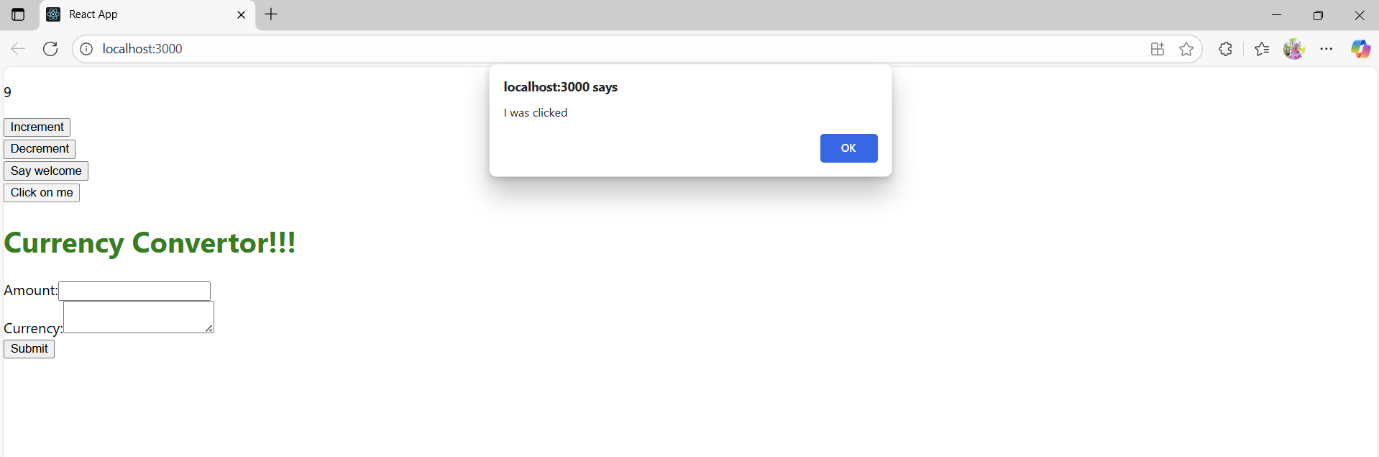 React App
localhost:3000
localhost:3000 says
I was clicked
OK
9
Increment
Decrement
Say welcome
Click on me
Currency Convertor!!!
Amount:
Currency:
Submit